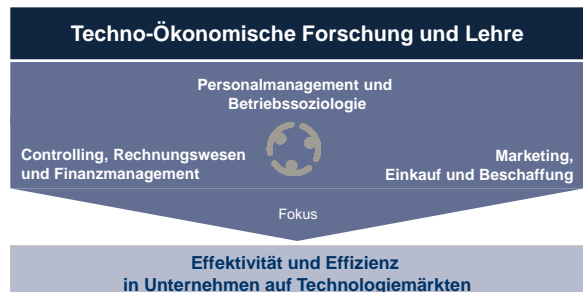 Techno-Ökonomische Forschung und Lehre
Personalmanagement und
Betriebssoziologie
Controlling, Rechnungswesen
und Finanzmanagement
Marketing,
Einkauf und Beschaffung
Fokus
Effektivität und Effizienz
in Unternehmen auf Technologiemärkten